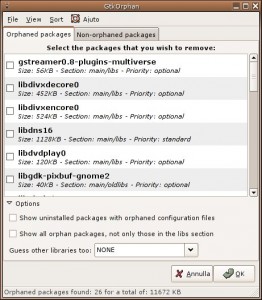 GtkOrphan
File View Sort Aiuto
Orphaned packages Non-orphaned packages
Select the packages that you wish to remove:
gstreamer0.8-plugins-multiverse
Size: 56KB - Section: main/libs - Priority: optional
libdivxdecore0
Size: 452KB - Section: main/libs - Priority: optional
libdivxencore0
Size: 524KB - Section: main/libs - Priority: optional
libdns16
Size: 1128KB - Section: main/libs - Priority: standard
libdvdplay0
Size: 120KB - Section: main/libs - Priority: optional
libgdk-pixbuf-gnome2
Size: 40KB - Section: main/oldlibs - Priority: optional
Options
Show uninstalled packages with orphaned configuration files
Show all orphan packages, not only those in the libs section
Guess other libraries too: NONE
Annulla OK
Orphaned packages found: 26 for a total of: 11672 KB